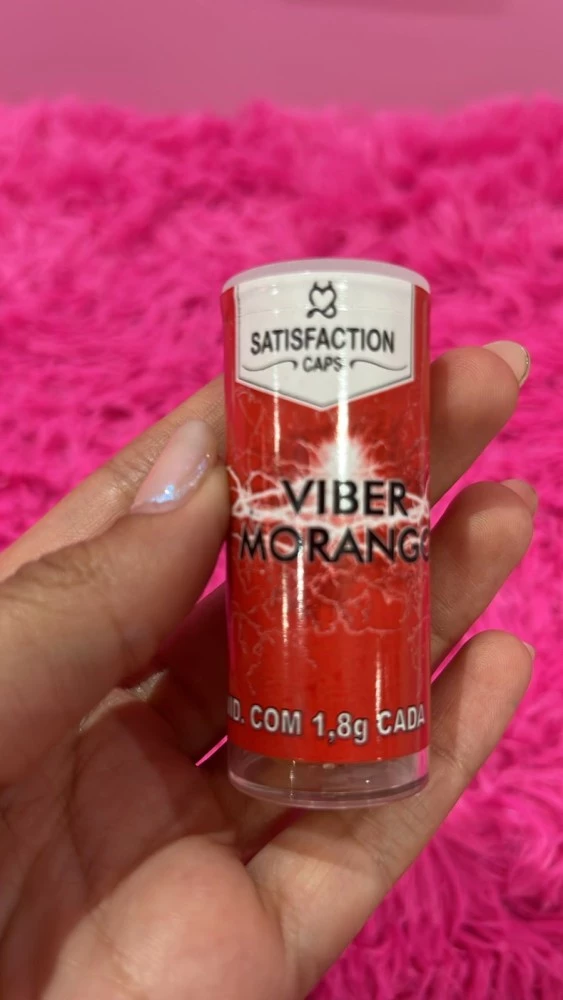 SATISFACTION
CAPS
VIBER
MORANGO
COM 1,8g CADA